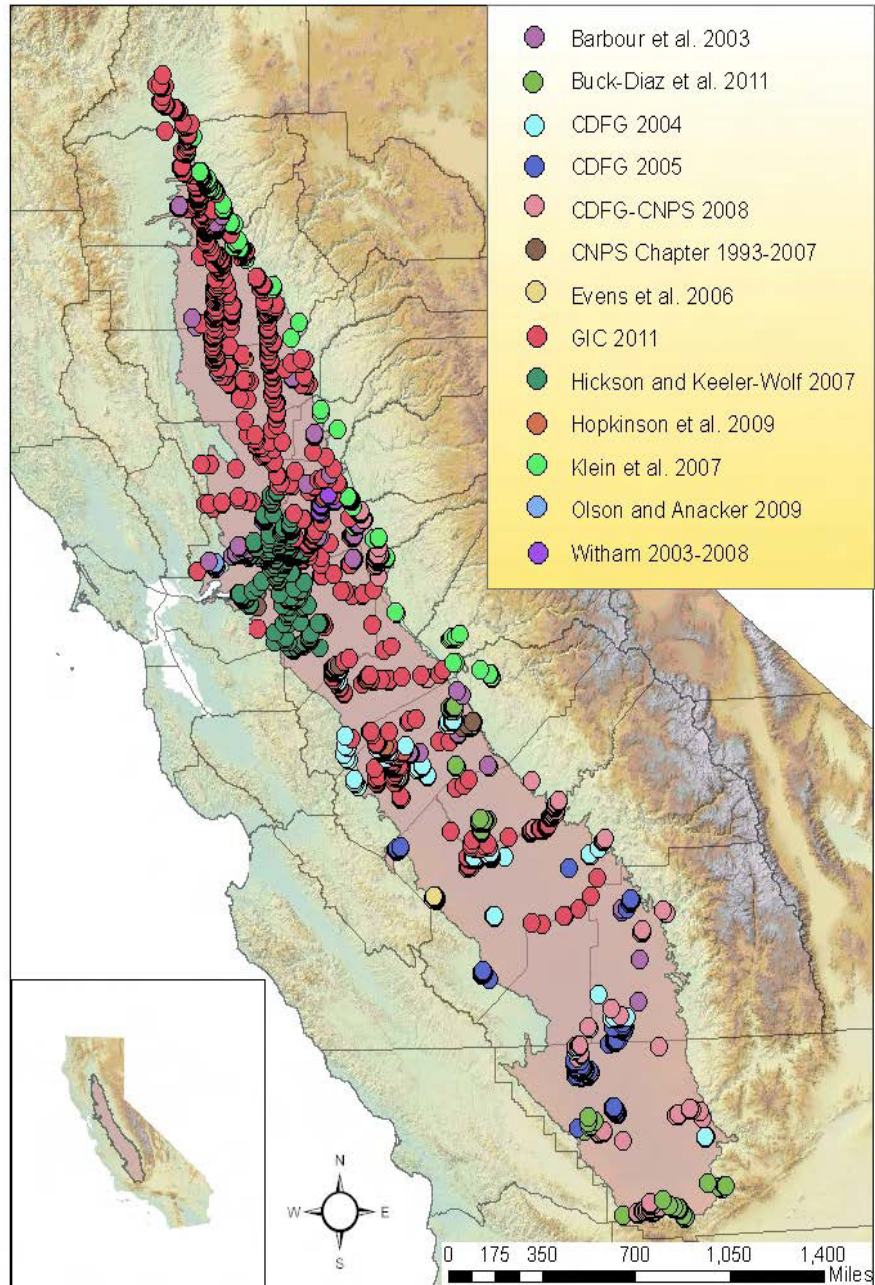 Barbour et al. 2003
Buck-Diaz et al. 2011
CDFG 2004
CDFG 2005
CDFG-CNPS 2008
CNPS Chapter 1993-2007
Evens et al. 2006
GIC 2011
Hickson and Keeler-Wolf 2007
Hopkinson et al. 2009
Klein et al. 2007
Olson and Anacker 2009
Witham 2003-2008
N
W E
S
0 175 350 700 1,050 1,400
Miles